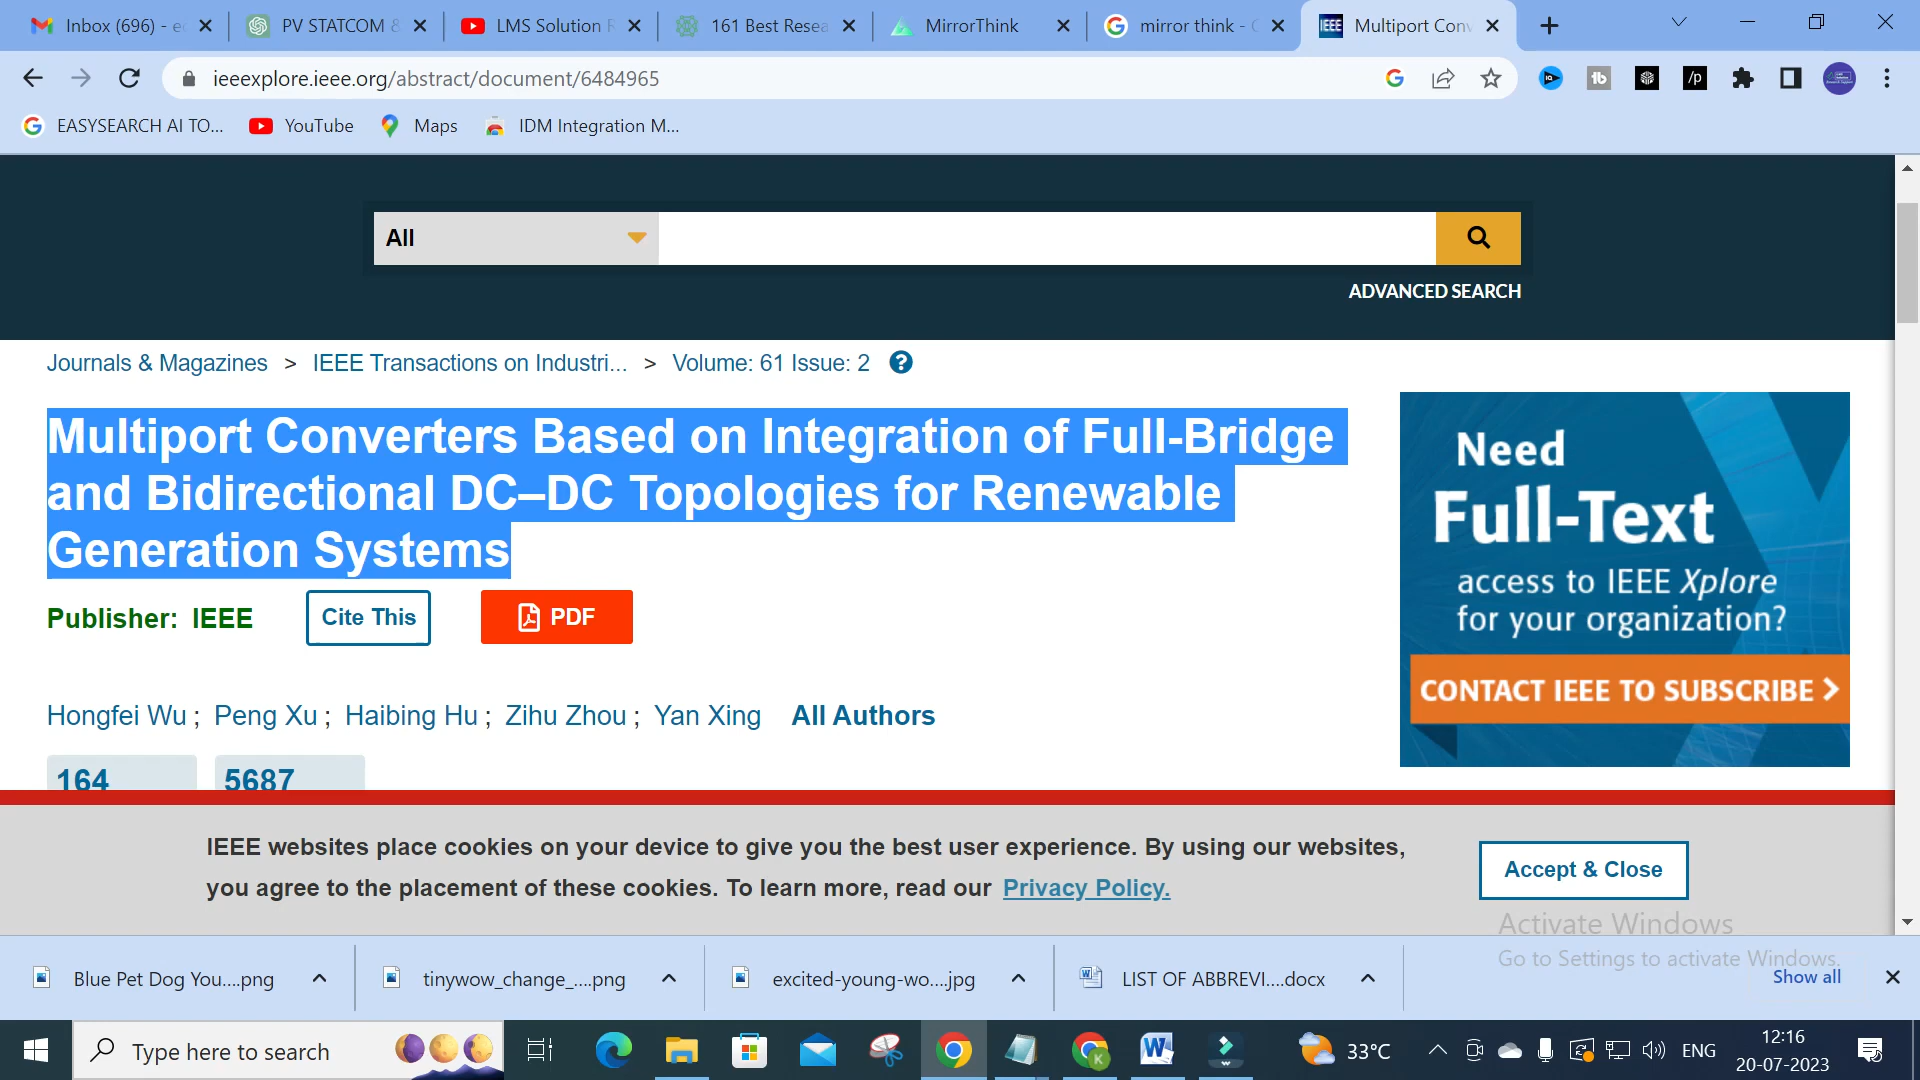 Inbox (696) - e
PV STATCOM &
LMS Solution R
161 Best Resea
MirrorThink
mirror think - G
Multiport Conv
ieeexplore.ieee.org/abstract/document/6484965
EASYSEARCH AI TO...
YouTube
Maps
IDM Integration M...
All
ADVANCED SEARCH
Journals & Magazines > IEEE Transactions on Industri... > Volume: 61 Issue: 2
Multiport Converters Based on Integration of Full-Bridge
and Bidirectional DC–DC Topologies for Renewable
Generation Systems
Publisher: IEEE
Cite This
PDF
Hongfei Wu ; Peng Xu ; Haibing Hu ; Zihu Zhou ; Yan Xing All Authors
164
5687
Need
Full-Text
access to IEEE Xplore
for your organization?
CONTACT IEEE TO SUBSCRIBE >
IEEE websites place cookies on your device to give you the best user experience. By using our websites,
you agree to the placement of these cookies. To learn more, read our Privacy Policy.
Accept & Close
Activate Windows
Go to Settings to activate Windows.
Blue Pet Dog You....png
tinywow_change_....png
excited-young-wo....jpg
LIST OF ABBREVI....docx
Show all
Type here to search
33°C
ENG
12:16
20-07-2023